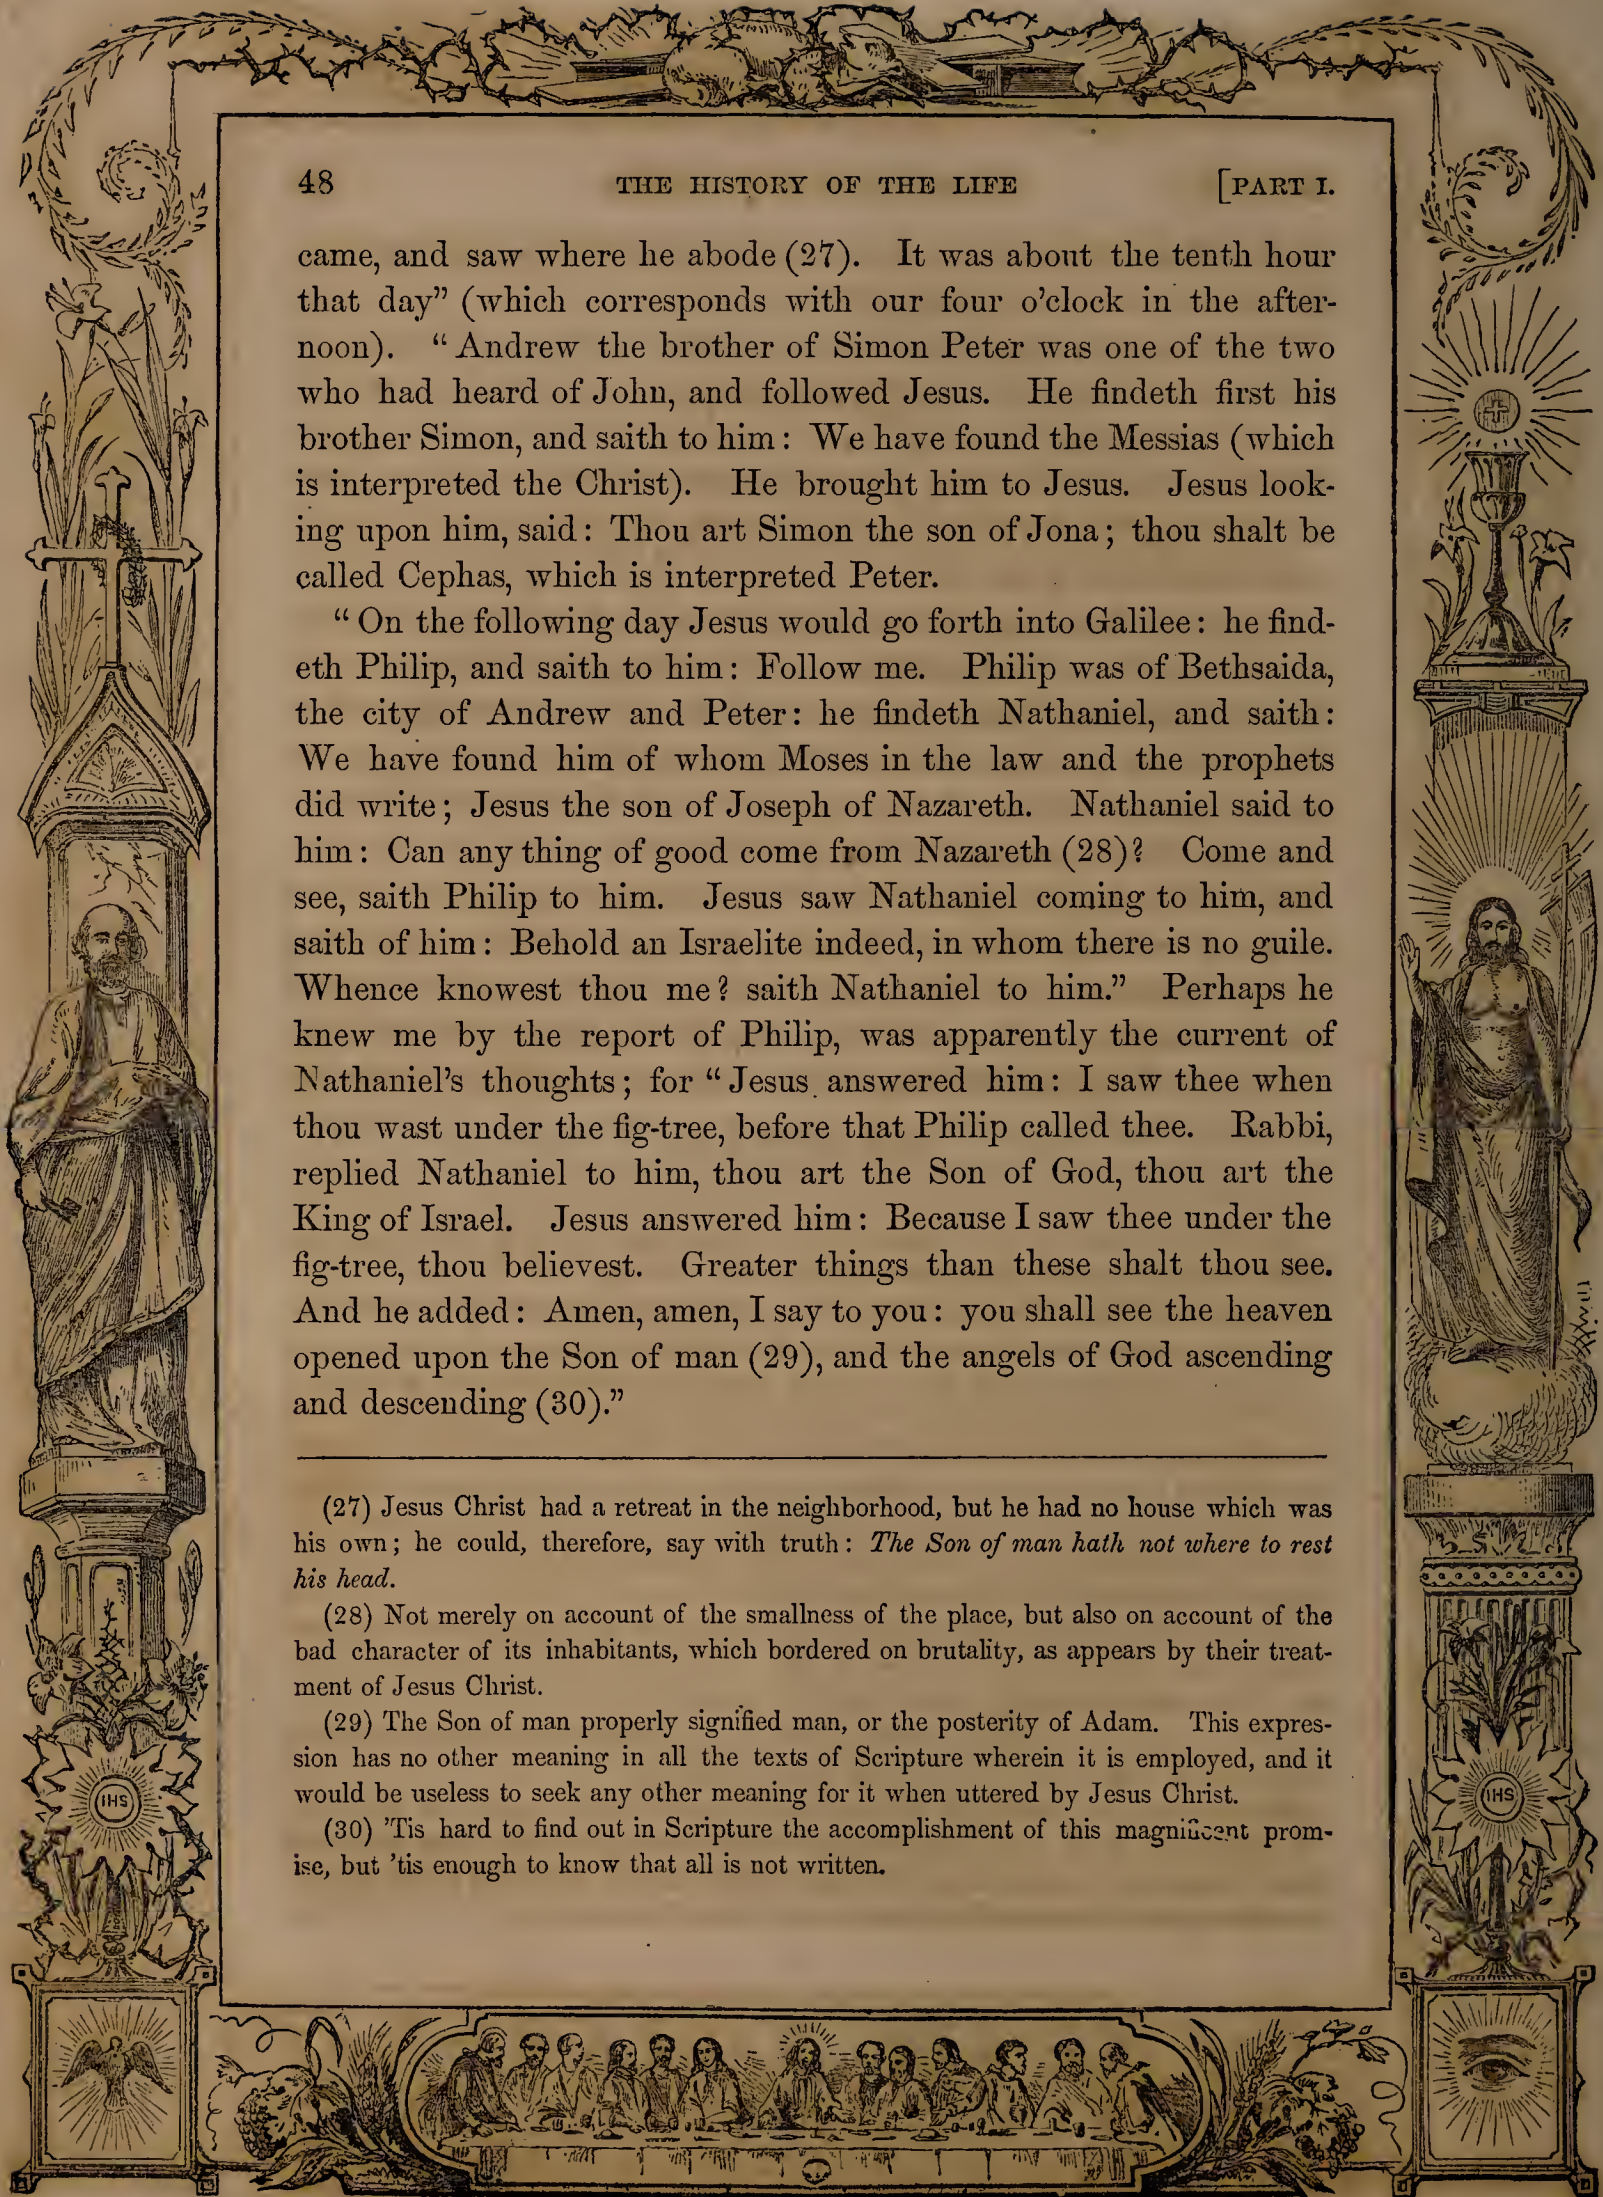 48 THE HISTORY OF THE LIFE [PART I.
came, and saw where he abode (27). It was about the tenth hour
that day” (which corresponds with our four o’clock in the after-
noon). “Andrew the brother of Simon Peter was one of the two
who had heard of John, and followed Jesus. He findeth first his
brother Simon, and saith to him: We have found the Messias (which
is interpreted the Christ). He brought him to Jesus. Jesus look-
ing upon him, said: Thou art Simon the son of Jona; thou shalt be
called Cephas, which is interpreted Peter.
“On the following day Jesus would go forth into Galilee: he find-
eth Philip, and saith to him: Follow me. Philip was of Bethsaida,
the city of Andrew and Peter: he findeth Nathaniel, and saith:
We have found him of whom Moses in the law and the prophets
did write; Jesus the son of Joseph of Nazareth. Nathaniel said to
him: Can any thing of good come from Nazareth (28)? Come and
see, saith Philip to him. Jesus saw Nathaniel coming to him, and
saith of him: Behold an Israelite indeed, in whom there is no guile.
Whence knowest thou me? saith Nathaniel to him.” Perhaps he
knew me by the report of Philip, was apparently the current of
Nathaniel’s thoughts; for “Jesus answered him: I saw thee when
thou wast under the fig-tree, before that Philip called thee. Rabbi,
replied Nathaniel to him, thou art the Son of God, thou art the
King of Israel. Jesus answered him: Because I saw thee under the
fig-tree, thou believest. Greater things than these shalt thou see.
And he added: Amen, amen, I say to you: you shall see the heaven
opened upon the Son of man (29), and the angels of God ascending
and descending (30).”
(27) Jesus Christ had a retreat in the neighborhood, but he had no house which was
his own; he could, therefore, say with truth: The Son of man hath not where to rest
his head.
(28) Not merely on account of the smallness of the place, but also on account of the
bad character of its inhabitants, which bordered on brutality, as appears by their treat-
ment of Jesus Christ.
(29) The Son of man properly signified man, or the posterity of Adam. This expres-
sion has no other meaning in all the texts of Scripture wherein it is employed, and it
would be useless to seek any other meaning for it when uttered by Jesus Christ.
(30) ’Tis hard to find out in Scripture the accomplishment of this magnificent prom-
ise, but ’tis enough to know that all is not written.
IHS
IHS